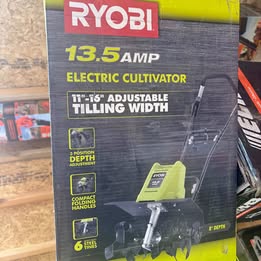 RYOBI
13.5 AMP
ELECTRIC CULTIVATOR
11"-16" ADJUSTABLE
TILLING WIDTH
3-POSITION
DEPTH
ADJUSTMENT
COMPACT
FOLDING
HANDLES
6 STEEL
TINES
RYOBI
8" DEPTH